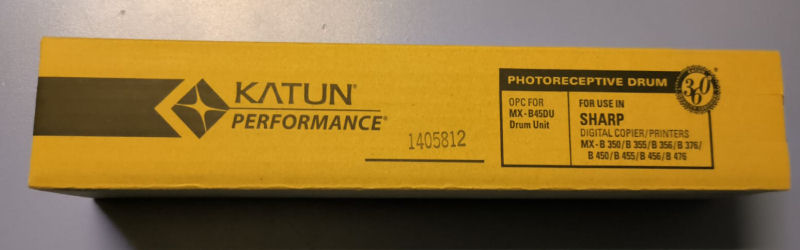 KATUN®
PERFORMANCE®
1405812
PHOTORECEPTIVE DRUM
360
OPC FOR
MX-B45DU
Drum Unit
FOR USE IN
SHARP
DIGITAL COPIER/PRINTERS
MX-B 350/B 355/B 356/B 376/
B 450/B 455/B 456/B 476